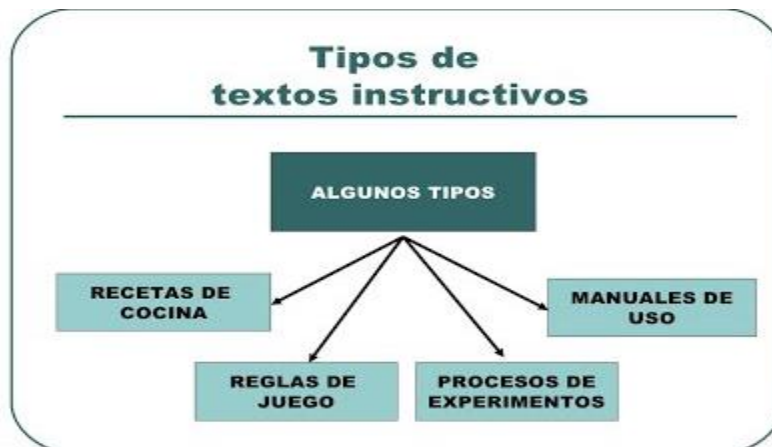 Tipos de
textos instructivos
ALGUNOS TIPOS
RECETAS DE
COCINA
MANUALES DE
USO
REGLAS DE
JUEGO
PROCESOS DE
EXPERIMENTOS